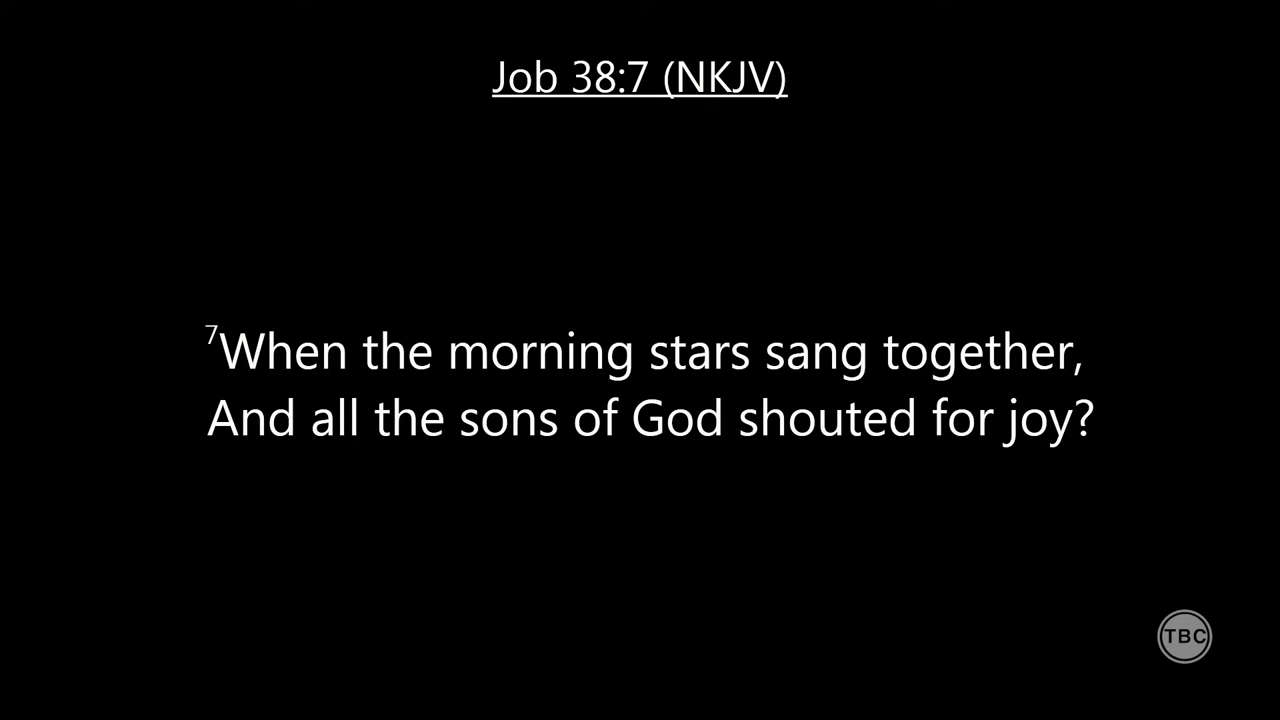 Job 38:7 (NKJV)
⁷When the morning stars sang together,
And all the sons of God shouted for joy?
TBC